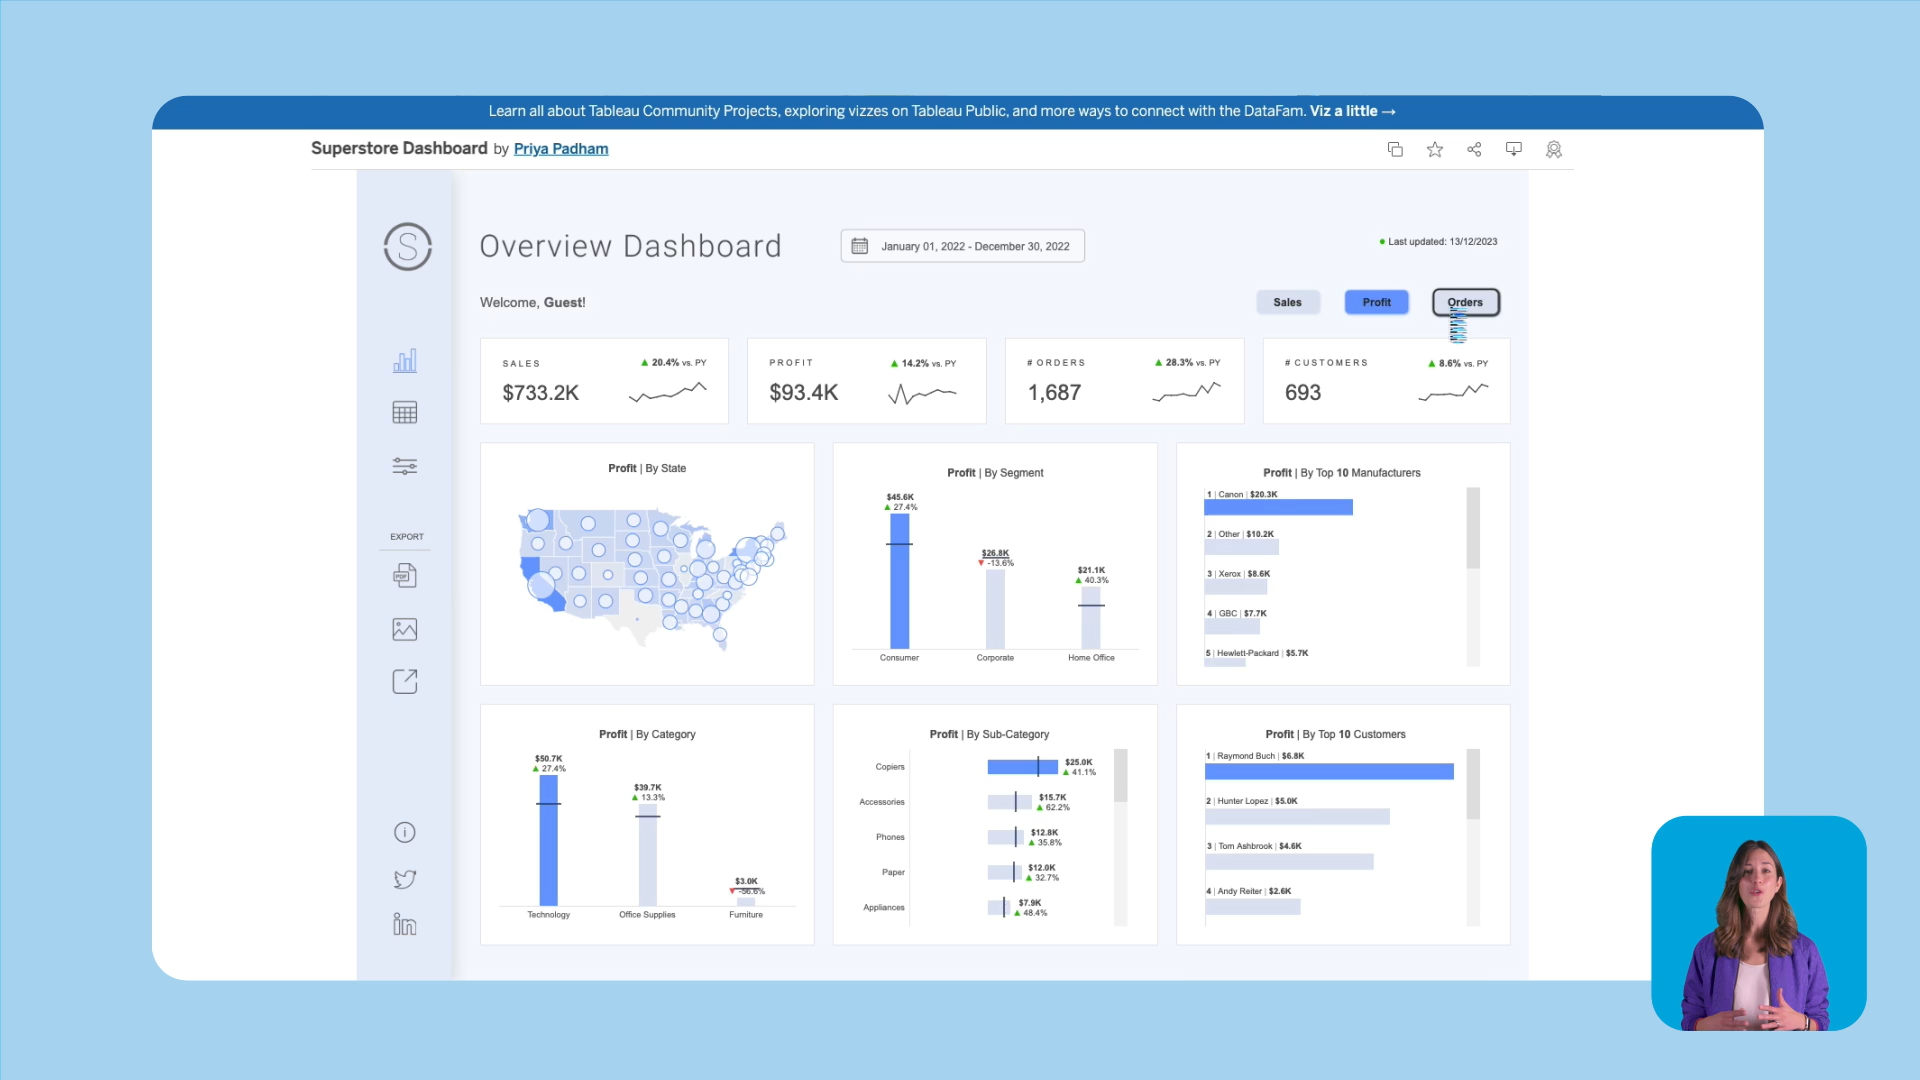 Learn all about Tableau Community Projects, exploring vizzes on Tableau Public, and more ways to connect with the DataFam. Viz a little →
Superstore Dashboard by Priya Padham
S
Overview Dashboard
January 01, 2022 - December 30, 2022
Last updated: 13/12/2023
Welcome, Guest!
Sales
Profit
Orders
SALES
▲ 20.4% vs. PY
$733.2K
PROFIT
▲ 14.2% vs. PY
$93.4K
# ORDERS
▲ 28.3% vs. PY
1,687
# CUSTOMERS
▲ 8.6% vs. PY
693
EXPORT
PDF
Profit | By State
Profit | By Segment
$45.6K
▲ 27.4%
$26.8K
▼ -13.6%
$21.1K
▲ 40.3%
Consumer
Corporate
Home Office
Profit | By Top 10 Manufacturers
1 | Canon | $20.3K
2 | Other | $10.2K
3 | Xerox | $8.6K
4 | GBC | $7.7K
5 | Hewlett-Packard | $5.7K
Profit | By Category
$50.7K
▲ 27.4%
$39.7K
▲ 13.3%
$3.0K
▼ -56.6%
Technology
Office Supplies
Furniture
Profit | By Sub-Category
Copiers
$25.0K
▲ 41.1%
Accessories
$15.7K
▲ 62.2%
Phones
$12.8K
▲ 35.8%
Paper
$12.0K
▲ 32.7%
Appliances
$7.9K
▲ 48.4%
Profit | By Top 10 Customers
1 | Raymond Buch | $6.8K
2 | Hunter Lopez | $5.0K
3 | Tom Ashbrook | $4.6K
4 | Andy Reiter | $2.6K
in